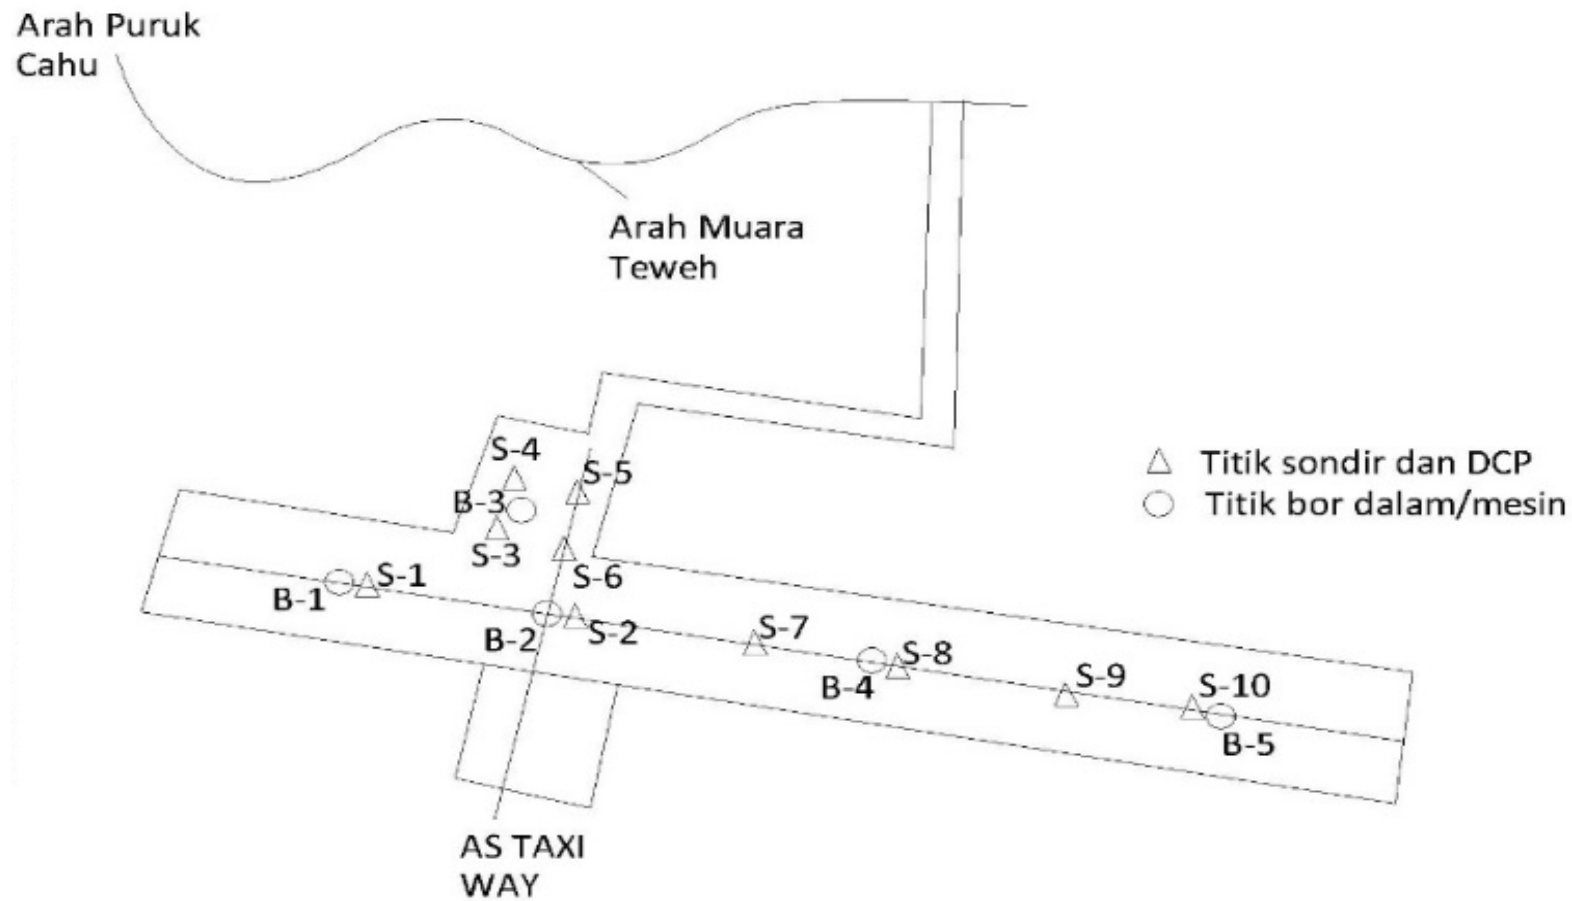 Arah Puruk
Cahu
Arah Muara
Teweh
S-4
S-5
B-3
S-3
S-6
S-1
B-1
B-2
S-2
S-7
S-8
B-4
S-9
S-10
B-5
Titik sondir dan DCP
Titik bor dalam/mesin
AS TAXI
WAY